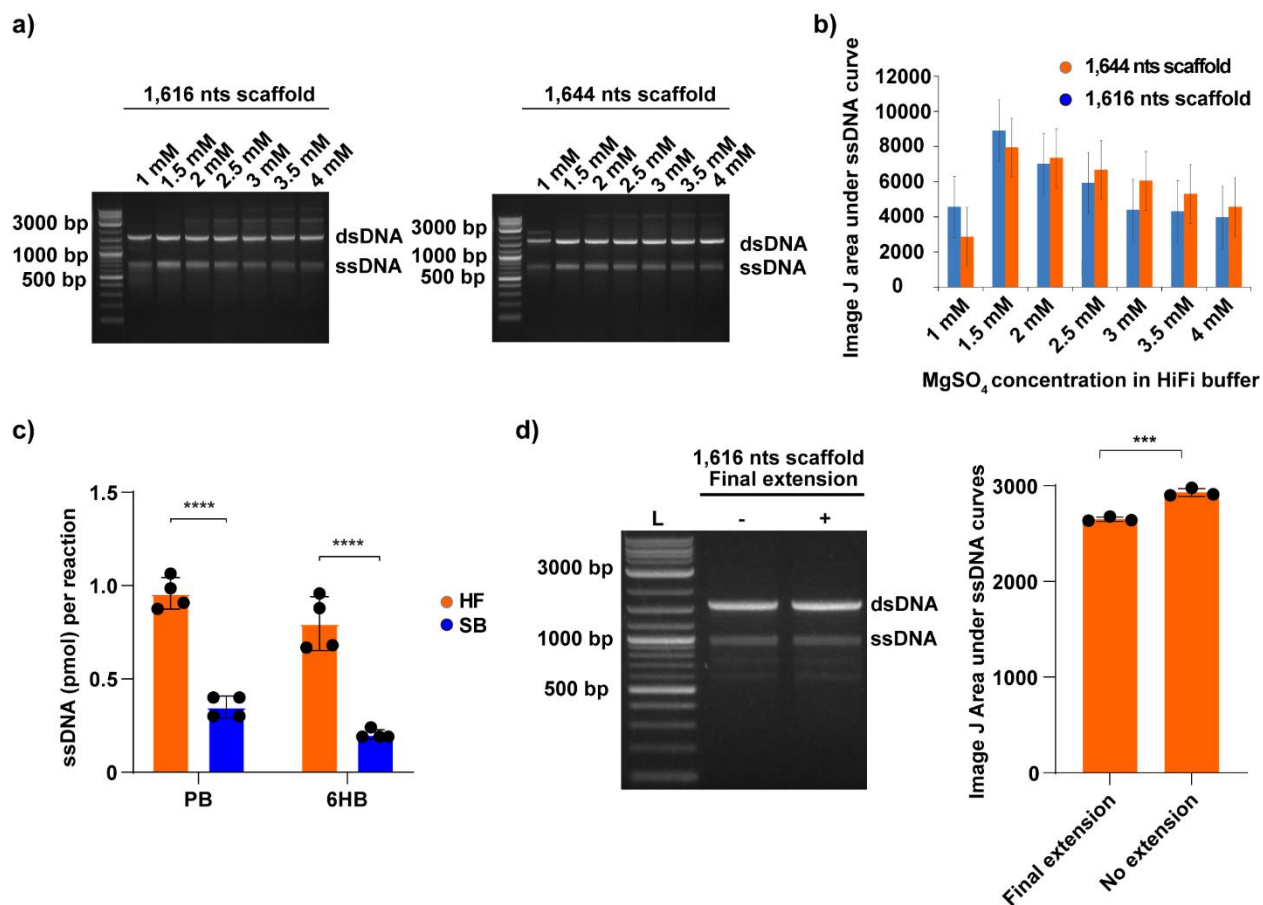 a)
1,616 nts scaffold
1 mM
1.5 mM
2 mM
2.5 mM
3 mM
3.5 mM
4 mM
3000 bp
1000 bp
500 bp
dsDNA
ssDNA
1,644 nts scaffold
1 mM
1.5 mM
2 mM
2.5 mM
3 mM
3.5 mM
4 mM
3000 bp
1000 bp
500 bp
dsDNA
ssDNA
b)
1,644 nts scaffold
1,616 nts scaffold
Image J area under ssDNA curve
12000
10000
8000
6000
4000
2000
0
1 mM
1.5 mM
2 mM
2.5 mM
3 mM
3.5 mM
4 mM
MgSO4 concentration in HiFi buffer
c)
ssDNA (pmol) per reaction
1.5
1.0
0.5
0
****
****
HF
SB
PB
6HB
d)
1,616 nts scaffold
Final extension
L
-
+
3000 bp
1000 bp
500 bp
dsDNA
ssDNA
Image J Area under ssDNA curves
3000
2000
1000
0
***
Final extension
No extension